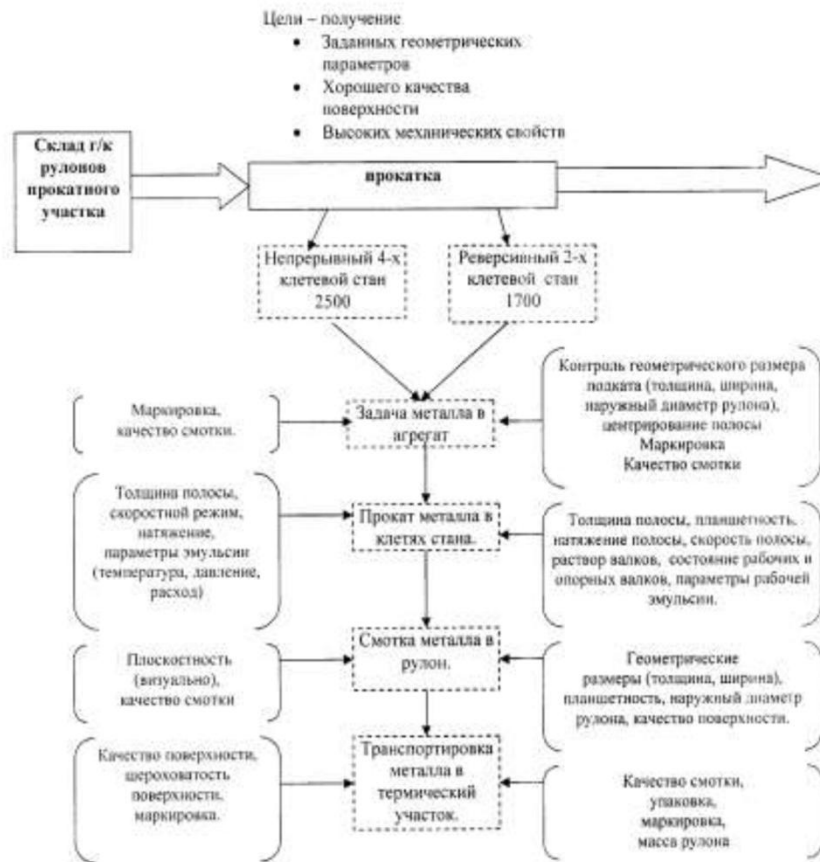 Цели – получение
• Заданных геометрических
параметров
• Хорошего качества
поверхности
• Высоких механических свойств
Склад г/к
рулонов
прокатного
участка
прокатка
Непрерывный 4-х
клетевой стан
2500
Реверсивный 2-х
клетевой стан
1700
Маркировка,
качество смотки.
Задача металла в
агрегат
Контроль геометрического размера
подката (толщина, ширина,
наружный диаметр рулона),
центрирование полосы
Маркировка
Качество смотки
Толщина полосы,
скоростной режим,
натяжение,
параметры эмульсии
(температура, давление,
расход)
Прокат металла в
клетях стана.
Толщина полосы, планшетность,
натяжение полосы, скорость полосы,
раствор валков, состояние рабочих и
опорных валков, параметры рабочей
эмульсии.
Плоскостность
(визуально),
качество смотки
Смотка металла в
рулон.
Геометрические
размеры (толщина, ширина),
планшетность, наружный диаметр
рулона, качество поверхности.
Качество поверхности,
шероховатость
поверхности,
маркировка.
Транспортировка
металла в
термический
участок.
Качество смотки,
упаковка,
маркировка,
масса рулона